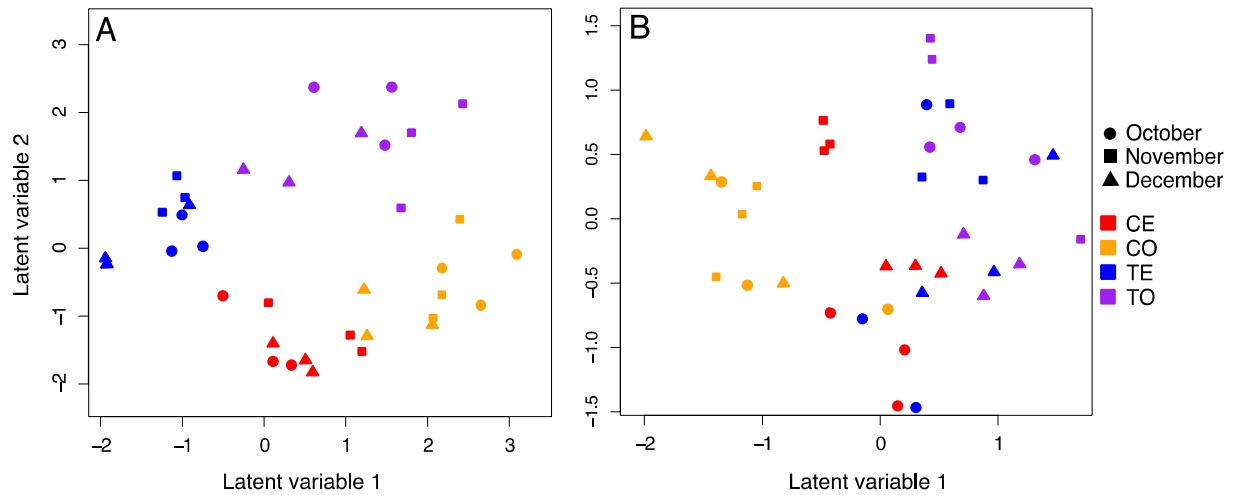 A
Latent variable 2
3
2
1
0
−1
−2
−2 −1 0 1 2 3
Latent variable 1
B
1.5
1.0
0.5
0.0
−0.5
−1.0
−1.5
−2 −1 0 1
Latent variable 1
October
November
December
CE
CO
TE
TO